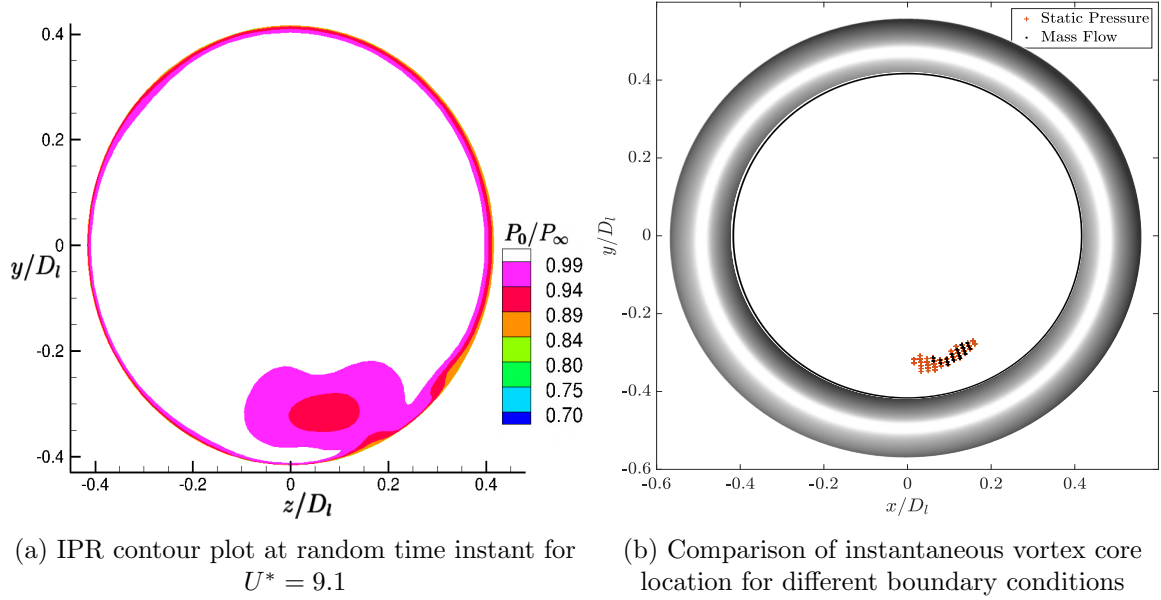 0.4
0.2
0
-0.2
-0.4
y/D_l
-0.4
-0.2
0
0.2
0.4
z/D_l
P_0/P_∞
0.99
0.94
0.89
0.84
0.80
0.75
0.70
Static Pressure
Mass Flow
0.4
0.2
0
-0.2
-0.4
-0.6
y/D_l
-0.6
-0.4
-0.2
0
0.2
0.4
x/D_l
(a) IPR contour plot at random time instant for
U* = 9.1
(b) Comparison of instantaneous vortex core
location for different boundary conditions